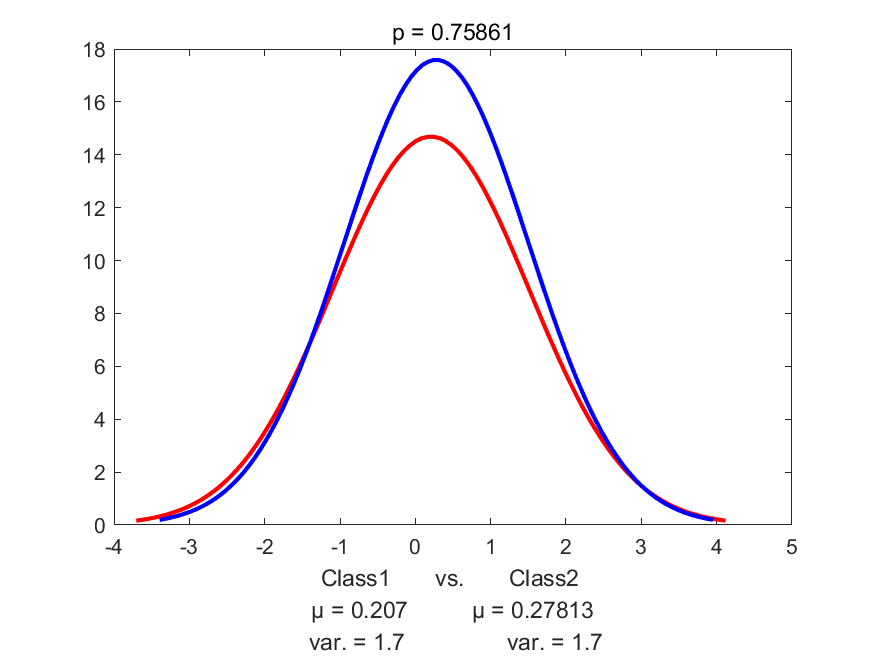 p = 0.75861
18
16
14
12
10
8
6
4
2
0
-4 -3 -2 -1 0 1 2 3 4 5
Class1 vs. Class2
μ = 0.207 μ = 0.27813
var. = 1.7 var. = 1.7